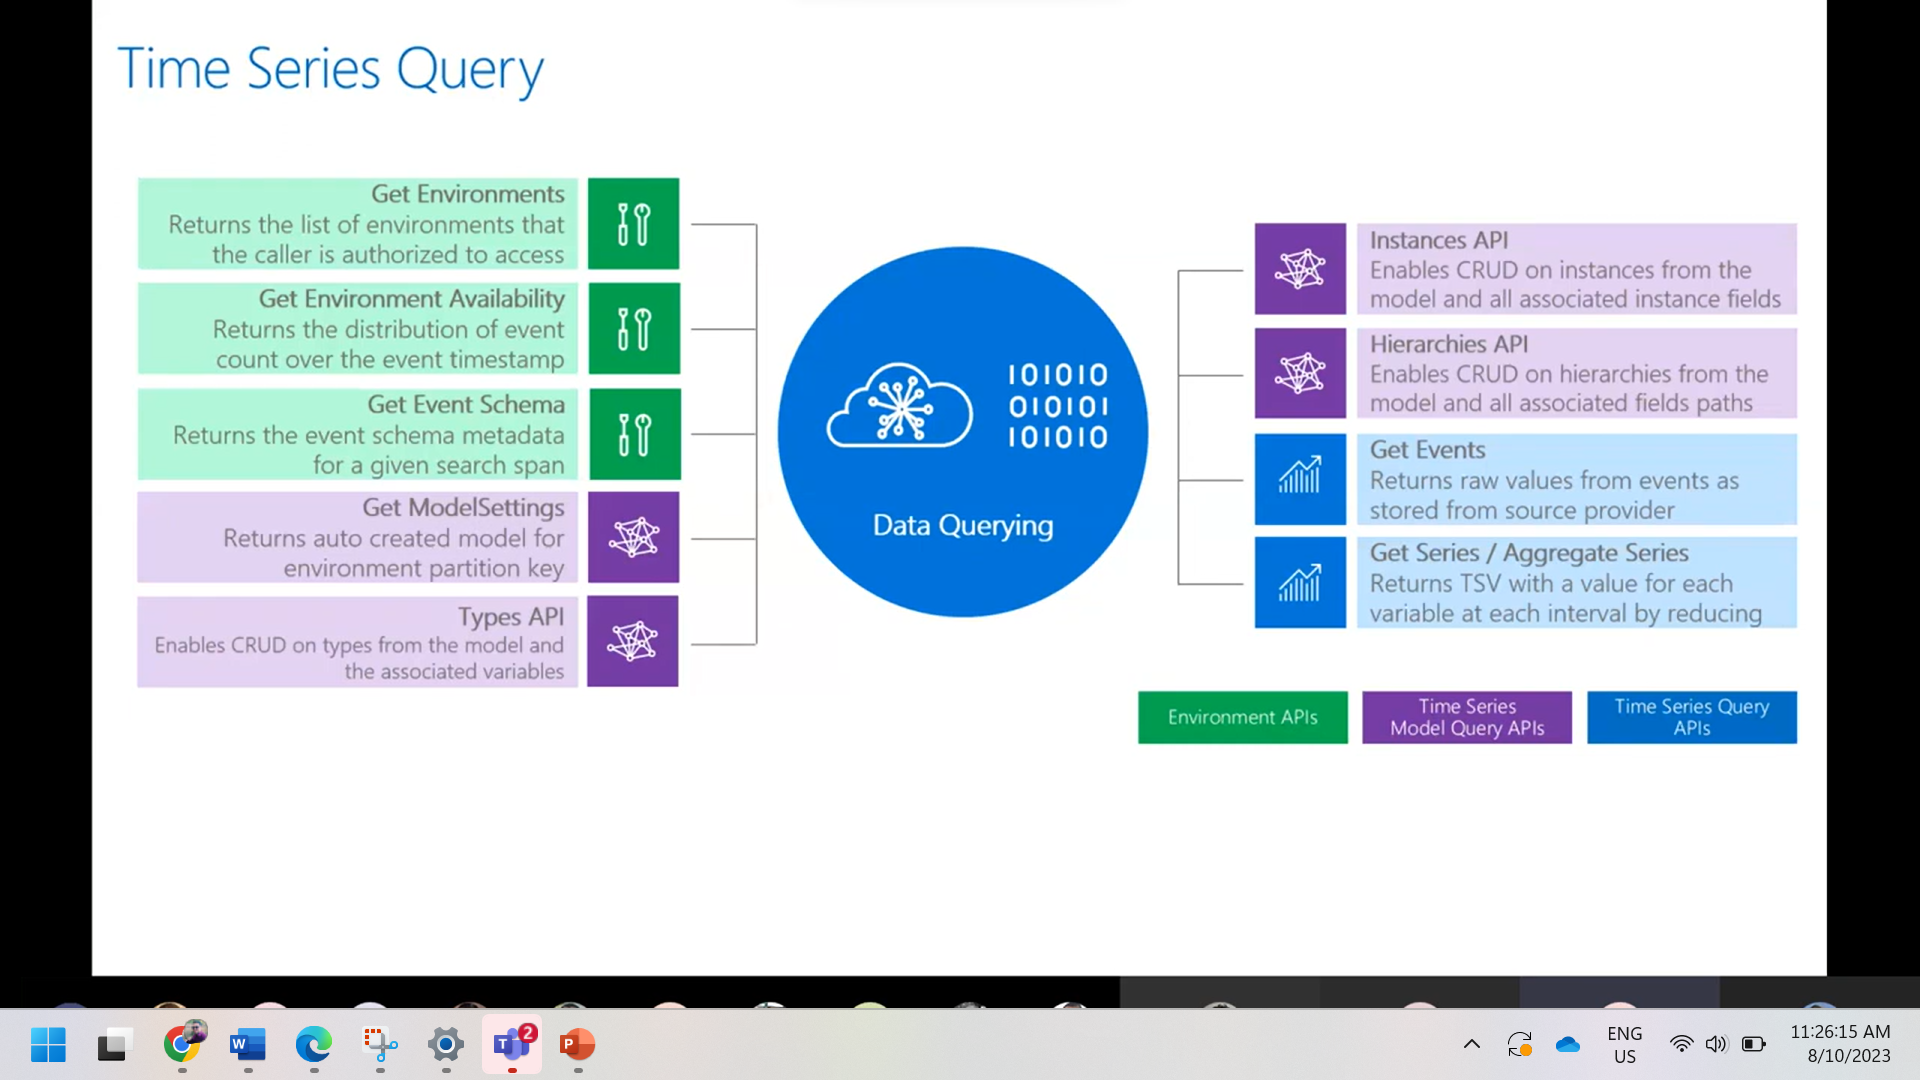 Time Series Query
Get Environments
Returns the list of environments that
the caller is authorized to access
Get Environment Availability
Returns the distribution of event
count over the event timestamp
Get Event Schema
Returns the event schema metadata
for a given search span
Get ModelSettings
Returns auto created model for
environment partition key
Types API
Enables CRUD on types from the model and
the associated variables
101010
010101
101010
Data Querying
Instances API
Enables CRUD on instances from the
model and all associated instance fields
Hierarchies API
Enables CRUD on hierarchies from the
model and all associated fields paths
Get Events
Returns raw values from events as
stored from source provider
Get Series / Aggregate Series
Returns TSV with a value for each
variable at each interval by reducing
Environment APIs
Time Series
Model Query APIs
Time Series Query
APIs
W
T
2
P
ENG
US
11:26:15 AM
8/10/2023